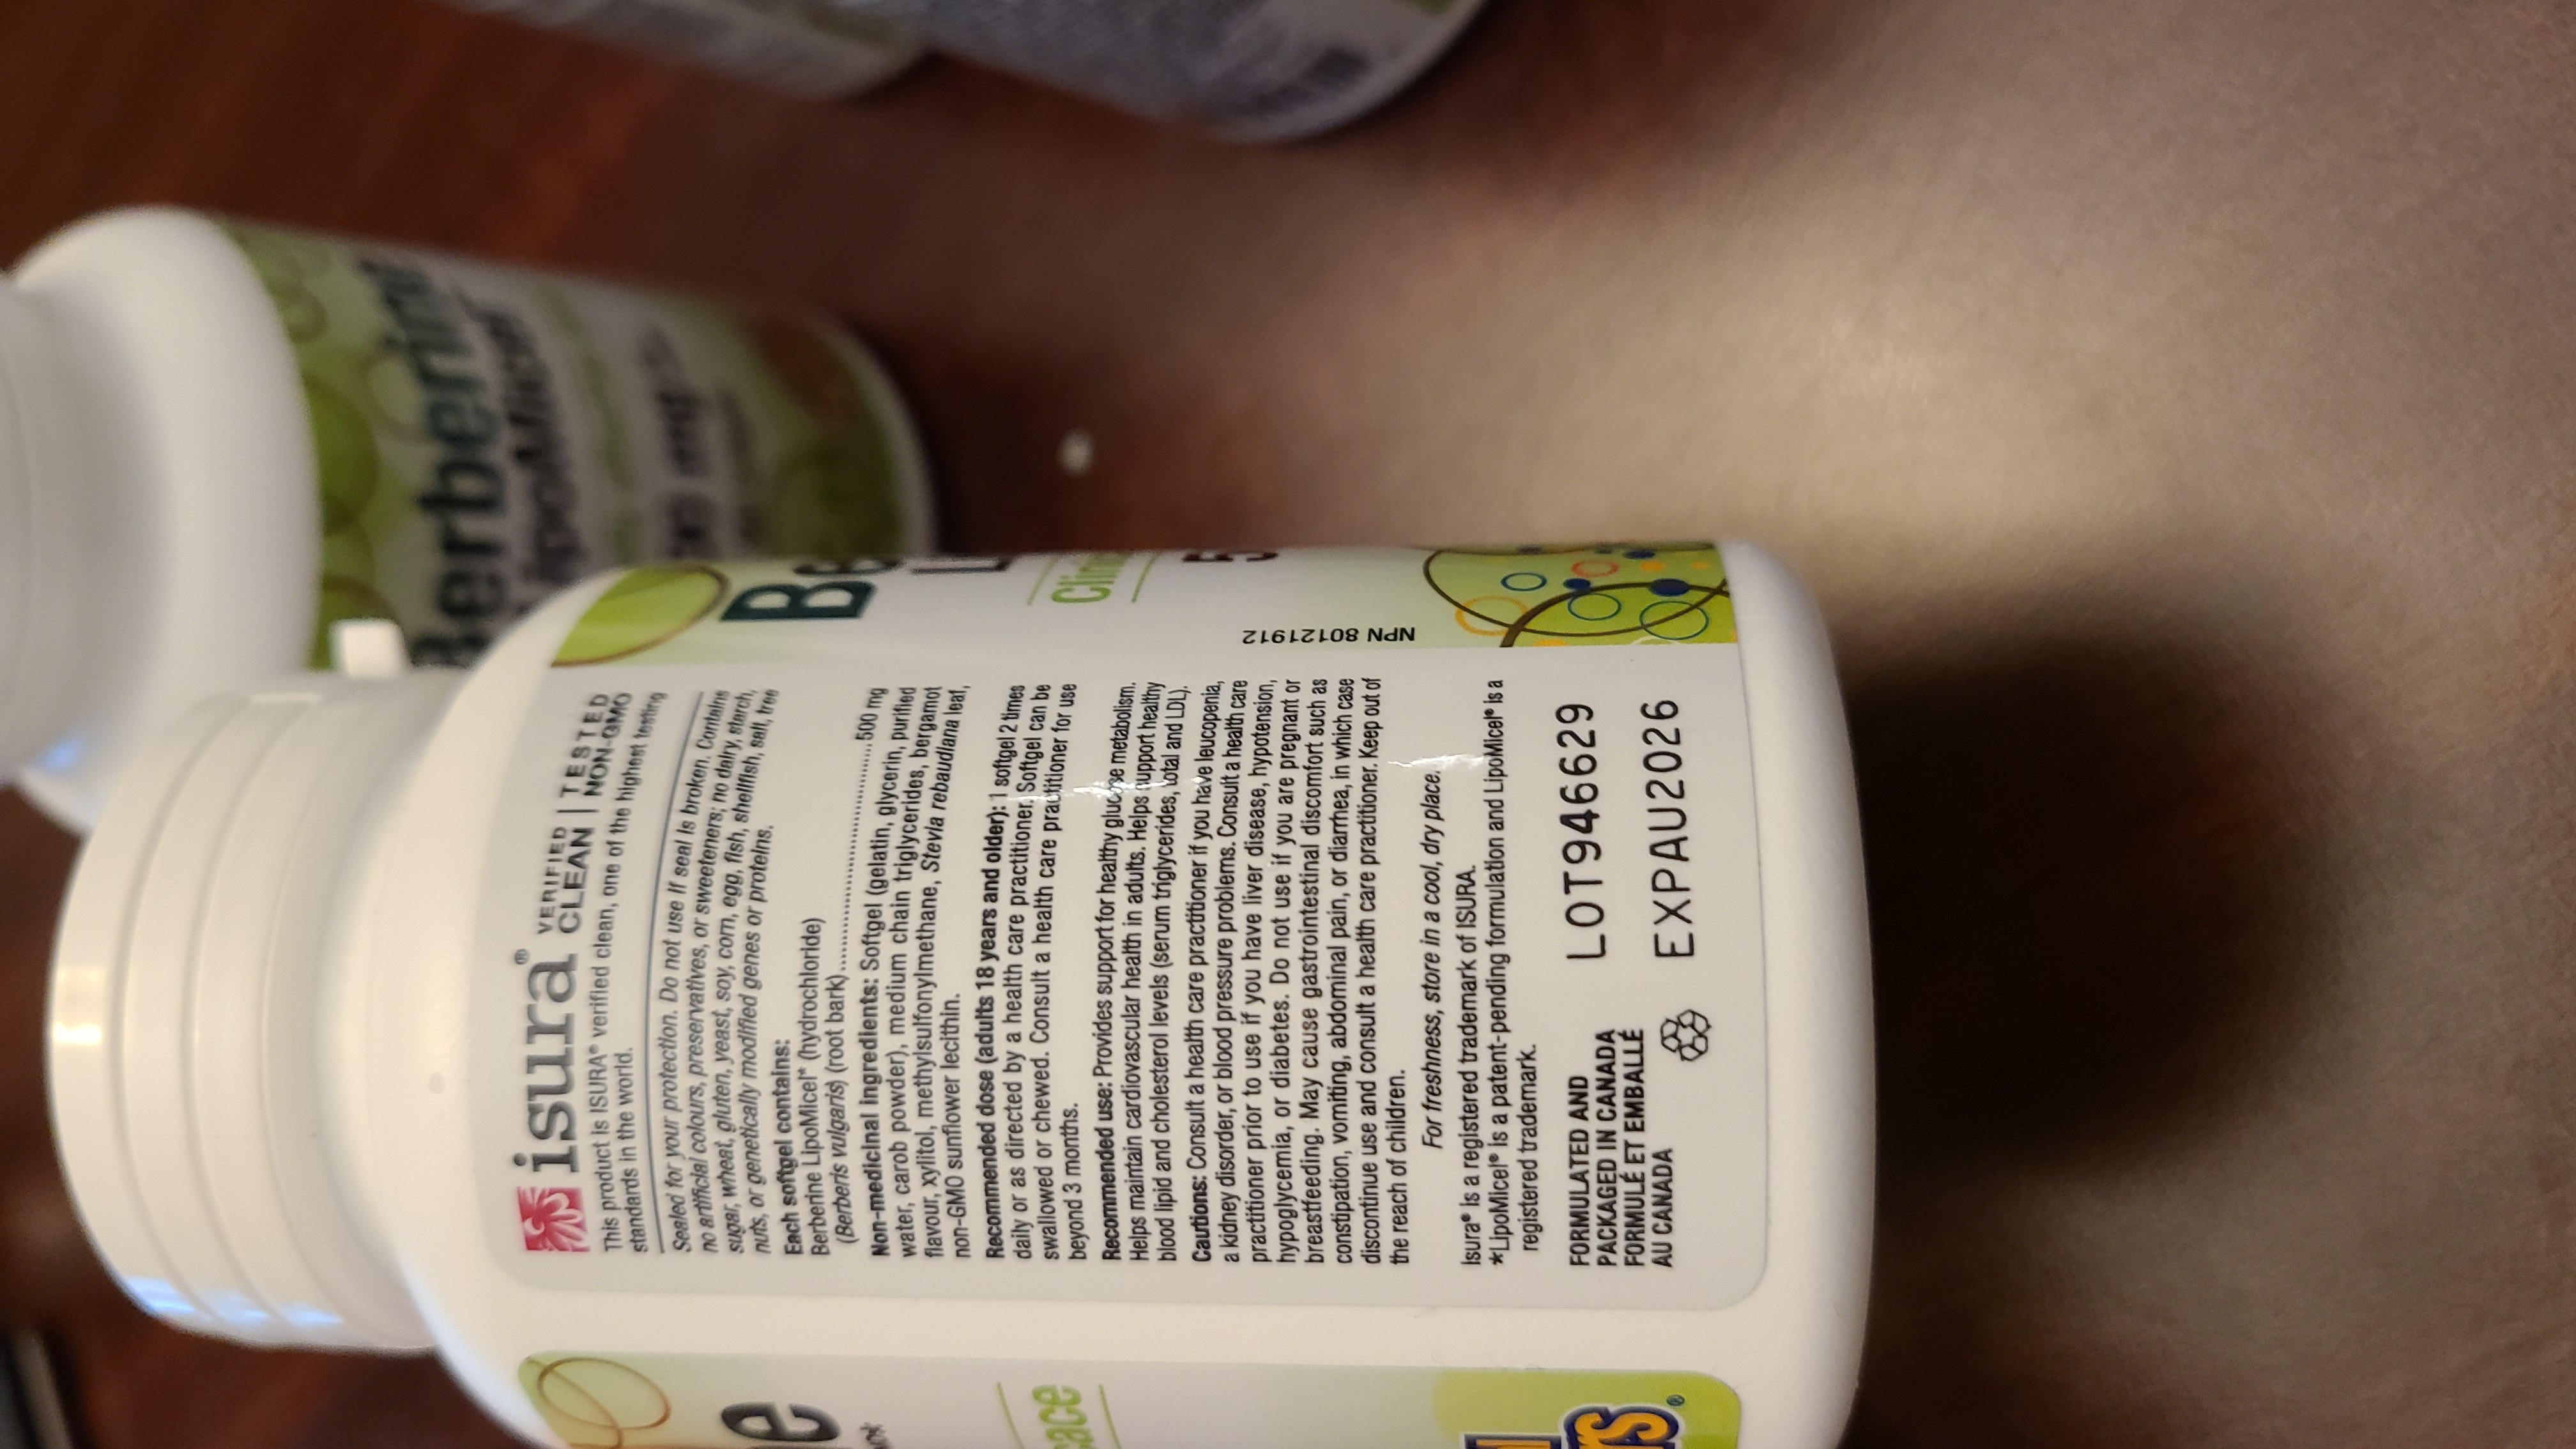 isura® VERIFIED CLEAN | TESTED NON-GMO
This product is ISURA® verified clean, one of the highest testing
standards in the world.
Sealed for your protection. Do not use if seal is broken. Contains
no artificial colours, preservatives, or sweeteners; no dairy, starch,
sugar, wheat, gluten, yeast, soy, corn, egg, fish, shellfish, salt, tree
nuts, or genetically modified genes or proteins.
Each softgel contains:
Berberine LipoMicel* (hydrochloride)
(Berberis vulgaris) (root bark)..........................500 mg
Non-medicinal ingredients: Softgel (gelatin, glycerin, purified
water, carob powder), medium chain triglycerides, bergamot
flavour, xylitol, methylsulfonylmethane, Stevia rebaudiana leaf,
non-GMO sunflower lecithin.
Recommended dose (adults 18 years and older): 1 softgel 2 times
daily or as directed by a health care practitioner. Softgel can be
swallowed or chewed. Consult a health care practitioner for use
beyond 3 months.
Recommended use: Provides support for healthy glucose metabolism.
Helps maintain cardiovascular health in adults. Helps support healthy
blood lipid and cholesterol levels (serum triglycerides, total and LDL).
Cautions: Consult a health care practitioner if you have leucopenia,
a kidney disorder, or blood pressure problems. Consult a health care
practitioner prior to use if you have liver disease, hypotension,
hypoglycemia, or diabetes. Do not use if you are pregnant or
breastfeeding. May cause gastrointestinal discomfort such as
constipation, vomiting, abdominal pain, or diarrhea, in which case
discontinue use and consult a health care practitioner. Keep out of
the reach of children.
For freshness, store in a cool, dry place.
Isura® is a registered trademark of ISURA.
*LipoMicel® is a patent-pending formulation and LipoMicel® is a
registered trademark.
FORMULATED AND
PACKAGED IN CANADA
FORMULÉ ET EMBALLÉ
AU CANADA
LOT946629
EXPAU2026
NPN 80121912
Be
L
Clini
5
Berberine
LipoMicel
mg